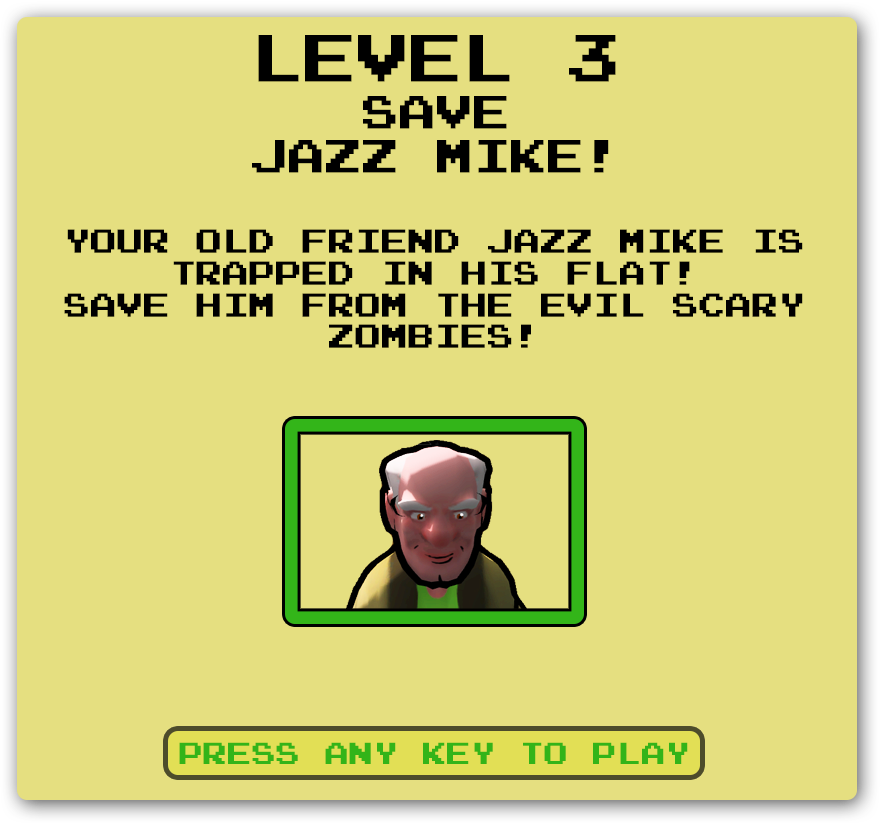 LEVEL 3
SAVE
JAZZ MIKE!
YOUR OLD FRIEND JAZZ MIKE IS
TRAPPED IN HIS FLAT!
SAVE HIM FROM THE EVIL SCARY
ZOMBIES!
PRESS ANY KEY TO PLAY